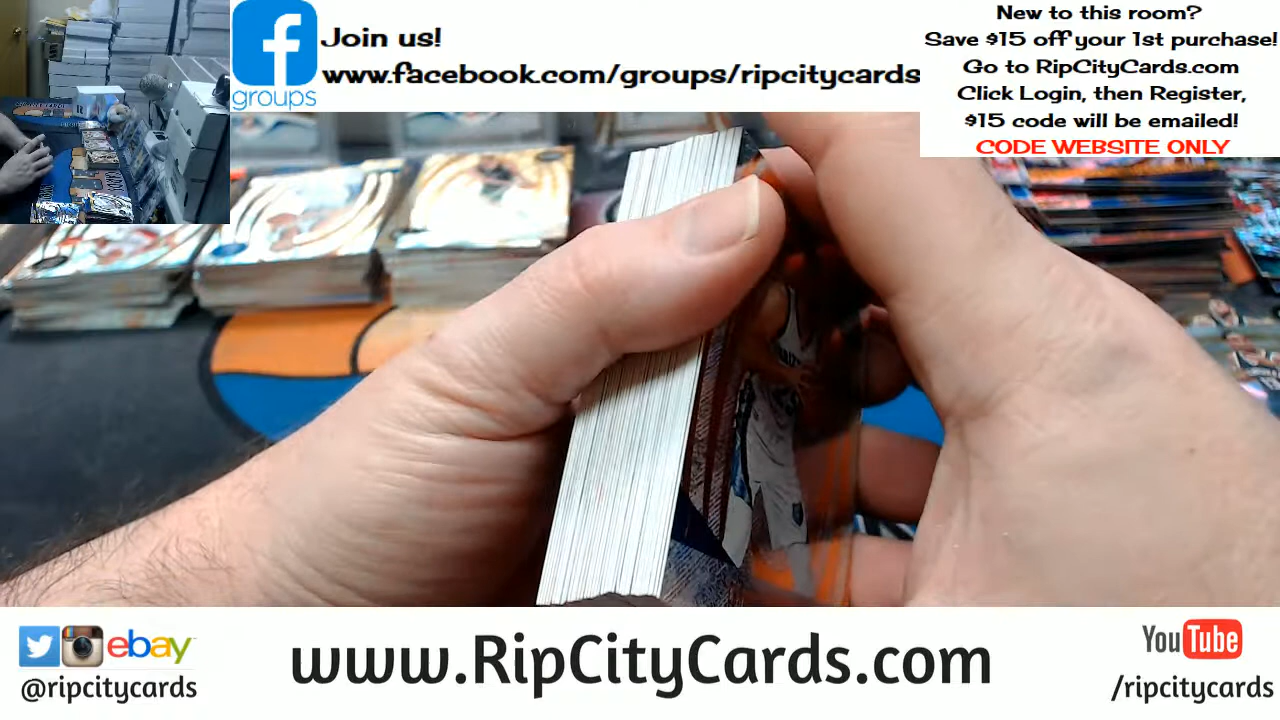 Join us!
www.facebook.com/groups/ripcitycards
groups
New to this room?
Save $15 off your 1st purchase!
Go to RipCityCards.com
Click Login, then Register,
$15 code will be emailed!
CODE WEBSITE ONLY
ebay
@ripcitycards
www.RipCityCards.com
YouTube
/ripcitycards